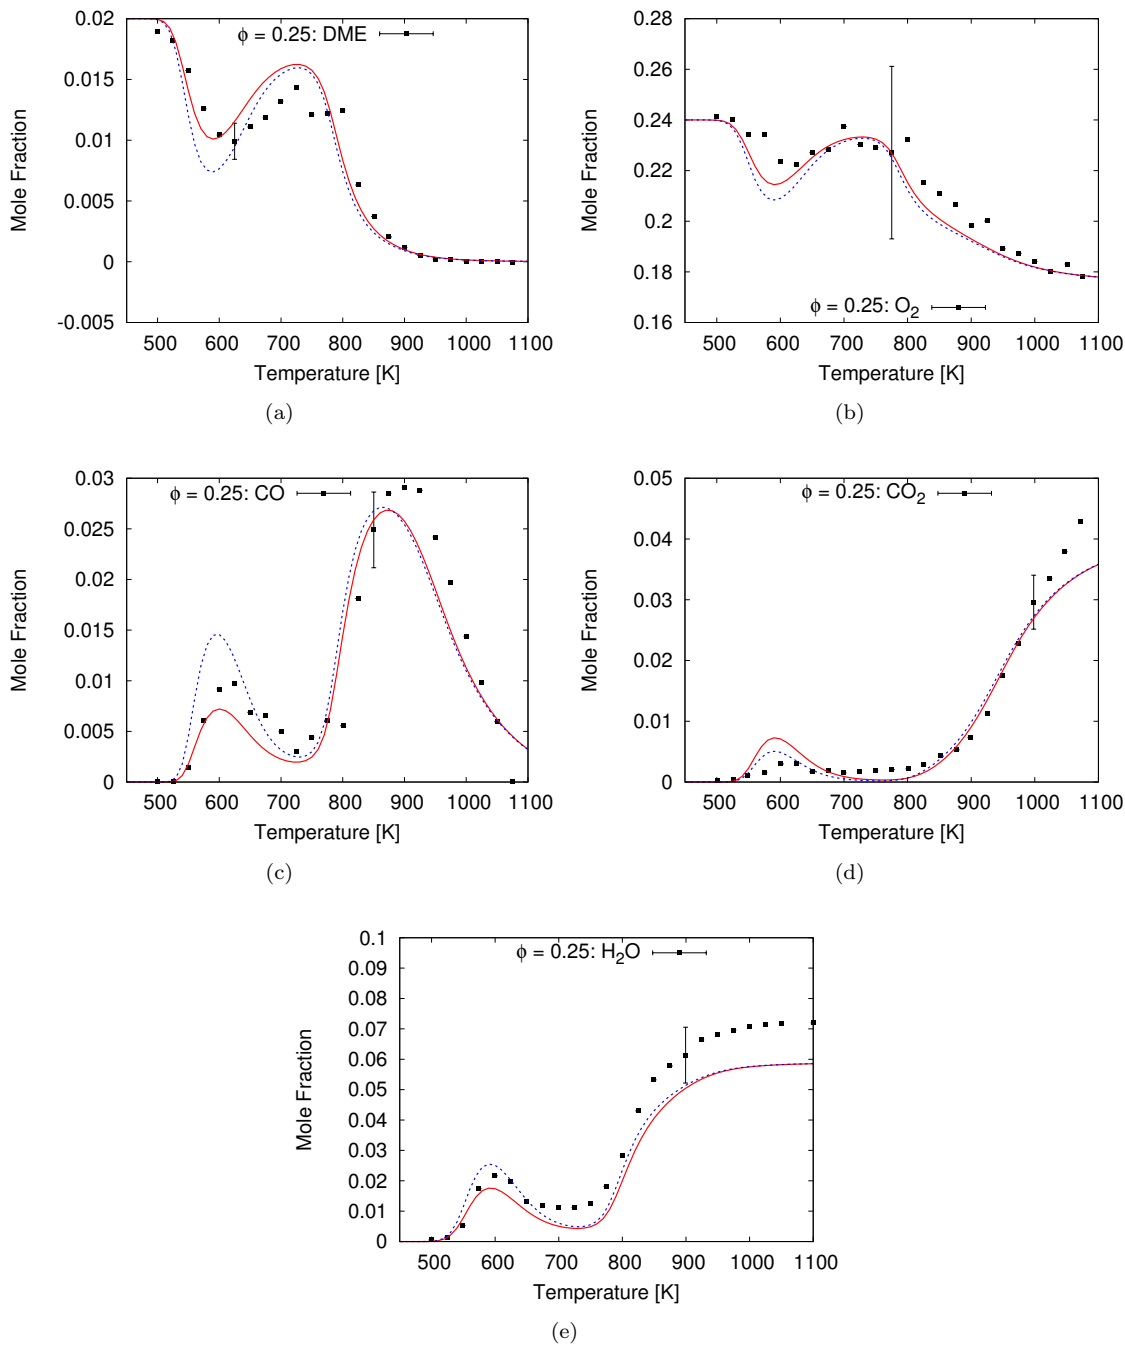 ϕ = 0.25: DME
0.02
0.015
0.01
0.005
0
-0.005
Mole Fraction
500 600 700 800 900 1000 1100
Temperature [K]
(a)
ϕ = 0.25: O2
0.28
0.26
0.24
0.22
0.2
0.18
0.16
Mole Fraction
500 600 700 800 900 1000 1100
Temperature [K]
(b)
ϕ = 0.25: CO
0.03
0.025
0.02
0.015
0.01
0.005
0
Mole Fraction
500 600 700 800 900 1000 1100
Temperature [K]
(c)
ϕ = 0.25: CO2
0.05
0.04
0.03
0.02
0.01
0
Mole Fraction
500 600 700 800 900 1000 1100
Temperature [K]
(d)
ϕ = 0.25: H2O
0.1
0.09
0.08
0.07
0.06
0.05
0.04
0.03
0.02
0.01
0
Mole Fraction
500 600 700 800 900 1000 1100
Temperature [K]
(e)